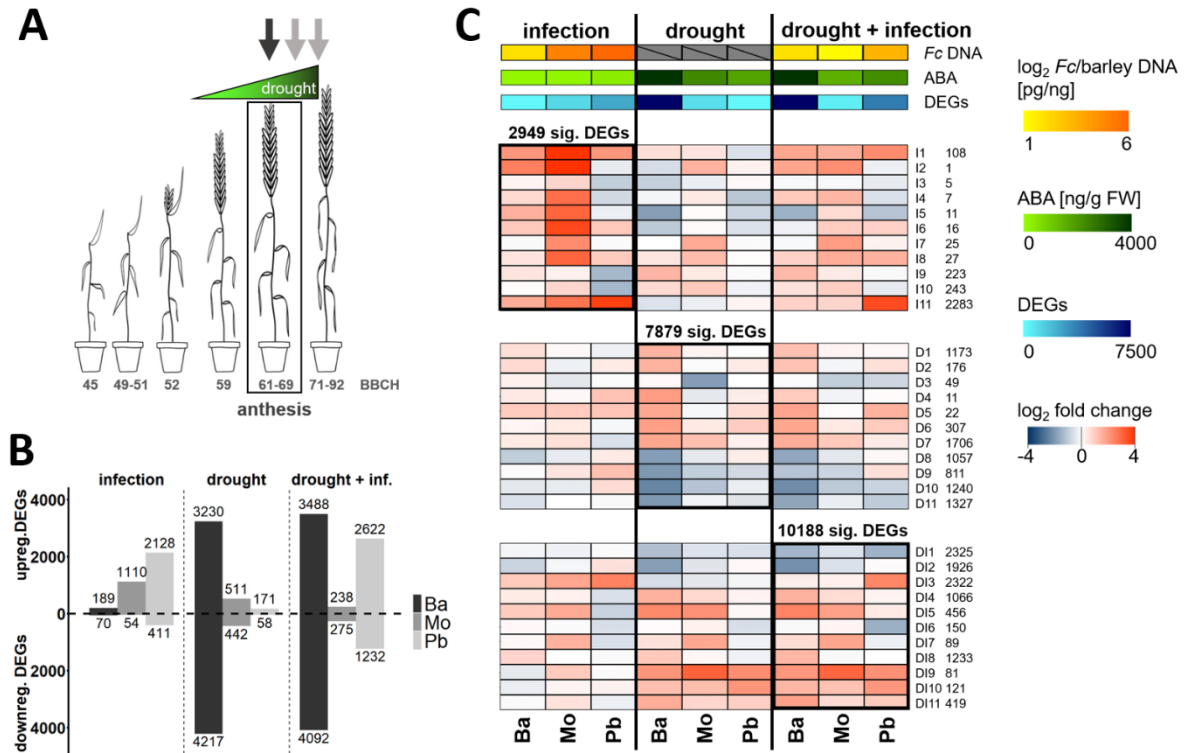 A
drought
45 49-51 52 59 61-69 71-92 BBCH
anthesis
B
infection drought drought + inf.
upreg.DEGs
downreg. DEGs
4000
2000
0
2000
4000
189 1110 2128
70 54 411
3230 511 171
4217 442 58
3488 238 2622
4092 275 1232
Ba
Mo
Pb
C
infection drought drought + infection
Fc DNA
ABA
DEGs
2949 sig. DEGs
I1 108
I2 1
I3 5
I4 7
I5 11
I6 16
I7 25
I8 27
I9 223
I10 243
I11 2283
7879 sig. DEGs
D1 1173
D2 176
D3 49
D4 11
D5 22
D6 307
D7 1706
D8 1057
D9 811
D10 1240
D11 1327
10188 sig. DEGs
DI1 2325
DI2 1926
DI3 2322
DI4 1066
DI5 456
DI6 150
DI7 89
DI8 1233
DI9 81
DI10 121
DI11 419
Ba Mo Pb Ba Mo Pb Ba Mo Pb
log2 Fc/barley DNA
[pg/ng]
1 6
ABA [ng/g FW]
0 4000
DEGs
0 7500
log2 fold change
-4 0 4